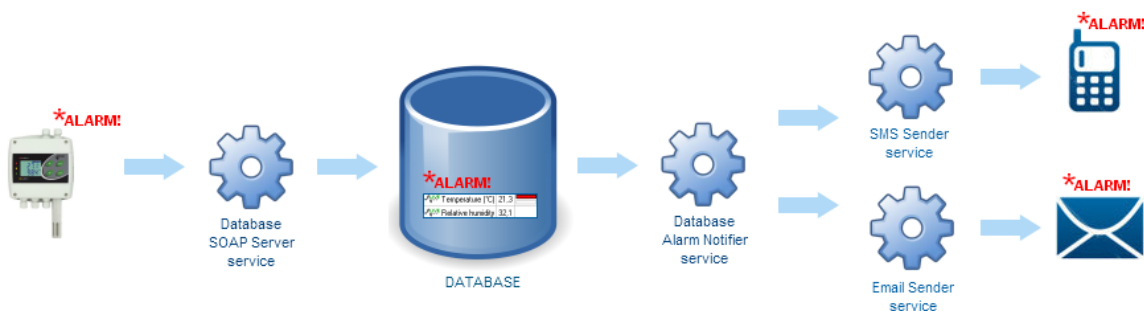 *ALARM!
Database
SOAP Server
service
*ALARM!
Temperature [°C] 21,3
Relative humidity 32,1
DATABASE
Database
Alarm Notifier
service
SMS Sender
service
*ALARM!
Email Sender
service
*ALARM!